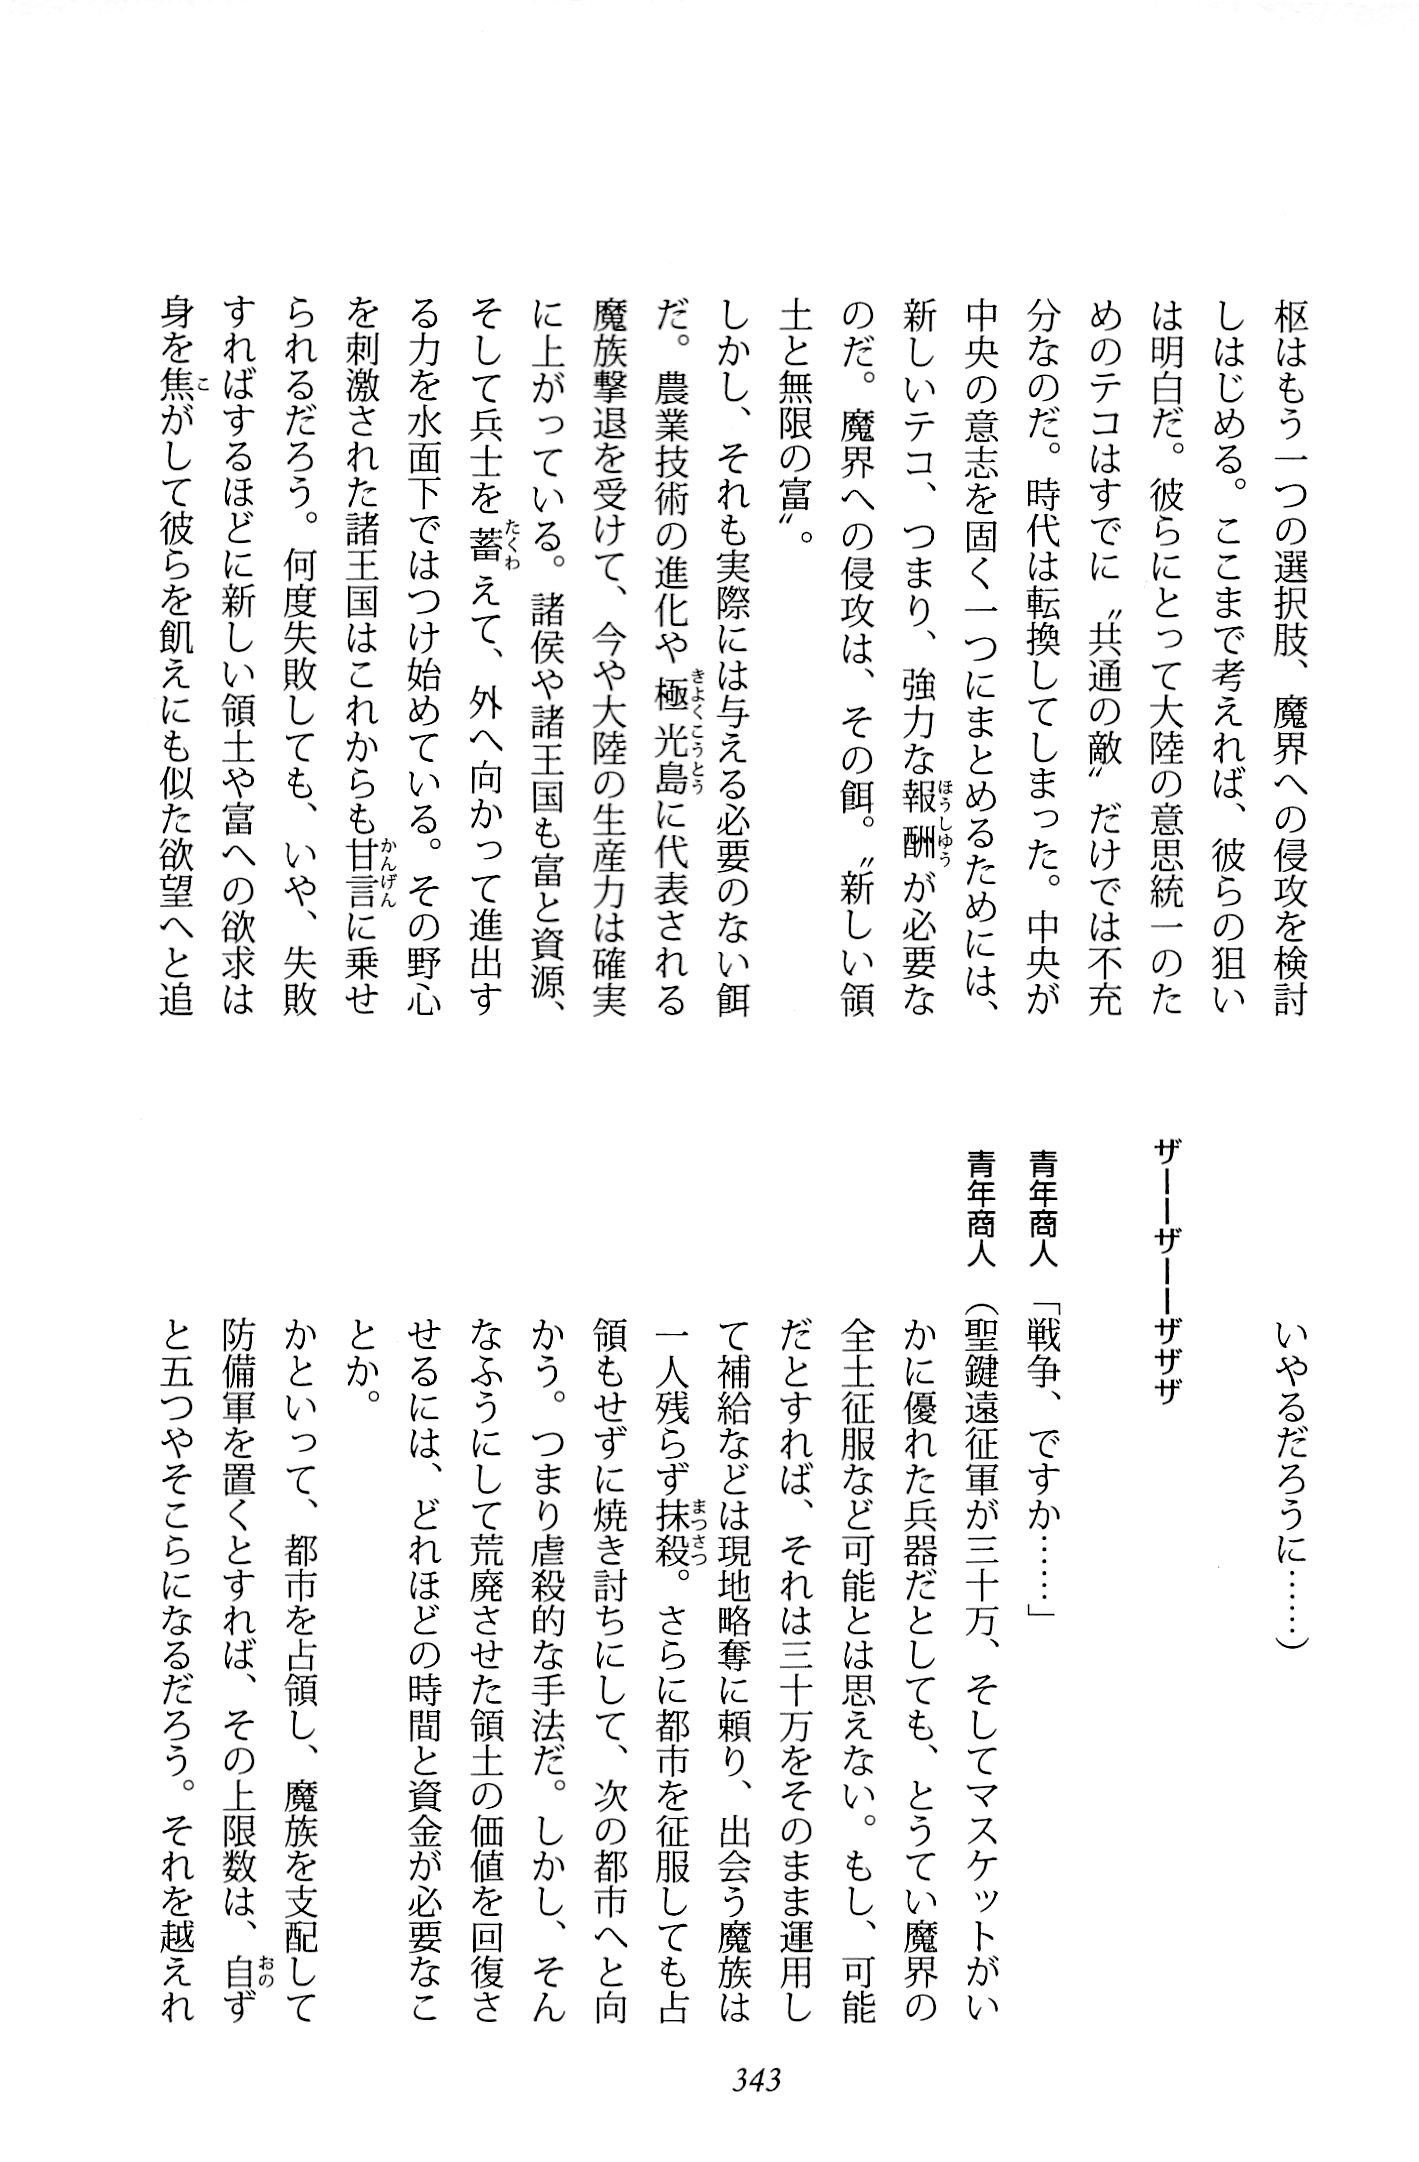 枢はもう一つの選択肢、魔界への侵攻を検討
しはじめる。ここまで考えれば、彼らの狙い
は明白だ。彼らにとって大陸の意思統一のた
めのテコはすでに〝共通の敵〟だけでは不充
分なのだ。時代は転換してしまった。中央が
中央の意志を固く一つにまとめるためには、
新しいテコ、つまり、強力な報酬が必要な
のだ。魔界への侵攻は、その餌。〝新しい領
土と無限の富〟。
しかし、それも実際には与える必要のない餌
だ。農業技術の進化や極光島に代表される
魔族撃退を受けて、今や大陸の生産力は確実
に上がっている。諸侯や諸王国も富と資源、
そして兵士を蓄えて、外へ向かって進出す
る力を水面下ではつけ始めている。その野心
を刺激された諸王国はこれからも甘言に乗せ
られるだろう。何度失敗しても、いや、失敗
すればするほどに新しい領土や富への欲求は
身を焦がして彼らを飢えにも似た欲望へと追
いやるだろうに……）
ザーーザーーザザザ
青年商人「戦争、ですか……」
青年商人（聖鍵遠征軍が三十万、そしてマスケットがい
かに優れた兵器だとしても、とうてい魔界の
全土征服など可能とは思えない。もし、可能
だとすれば、それは三十万をそのまま運用し
て補給などは現地略奪に頼り、出会う魔族は
一人残らず抹殺。さらに都市を征服しても占
領もせずに焼き討ちにして、次の都市へと向
かう。つまり虐殺的な手法だ。しかし、そん
なふうにして荒廃させた領土の価値を回復さ
せるには、どれほどの時間と資金が必要なこ
とか。
かといって、都市を占領し、魔族を支配して
防備軍を置くとすれば、その上限数は、自ず
と五つやそこらになるだろう。それを越えれ
343